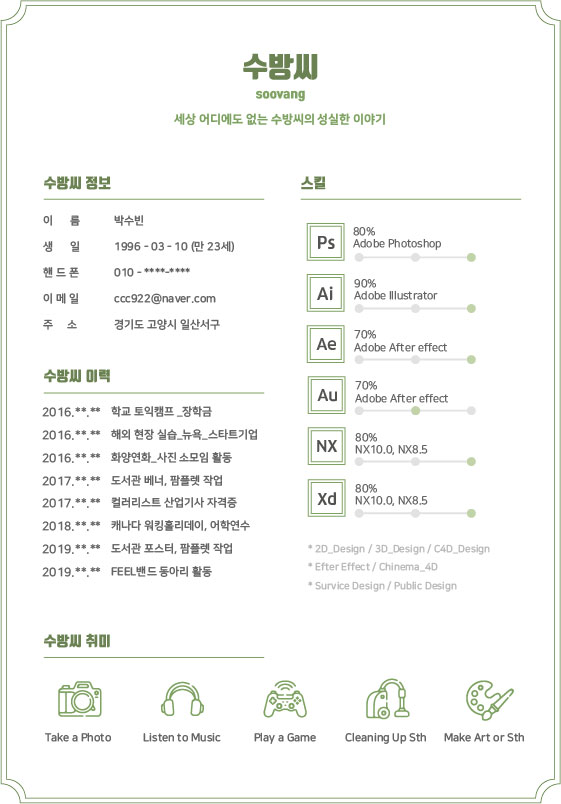 수방씨
soovang
세상 어디에도 없는 수방씨의 성실한 이야기
수방씨 정보
이 름 박수빈
생 일 1996 - 03 - 10 (만 23세)
핸드폰 010 - ****-****
이메일 ccc922@naver.com
주 소 경기도 고양시 일산서구
수방씨 이력
2016.**.** 학교 토익캠프 _장학금
2016.**.** 해외 현장 실습_뉴욕_스타트기업
2016.**.** 화양연화_사진 소모임 활동
2017.**.** 도서관 베너, 팜플렛 작업
2017.**.** 컬러리스트 산업기사 자격증
2018.**.** 캐나다 워킹홀리데이, 어학연수
2019.**.** 도서관 포스터, 팜플렛 작업
2019.**.** FEEL밴드 동아리 활동
스킬
Ps
80%
Adobe Photoshop
Ai
90%
Adobe Illustrator
Ae
70%
Adobe After effect
Au
70%
Adobe After effect
NX
80%
NX10.0, NX8.5
Xd
80%
NX10.0, NX8.5
* 2D_Design / 3D_Design / C4D_Design
* Efter Effect / Chinema_4D
* Survice Design / Public Design
수방씨 취미
Take a Photo
Listen to Music
Play a Game
Cleaning Up Sth
Make Art or Sth